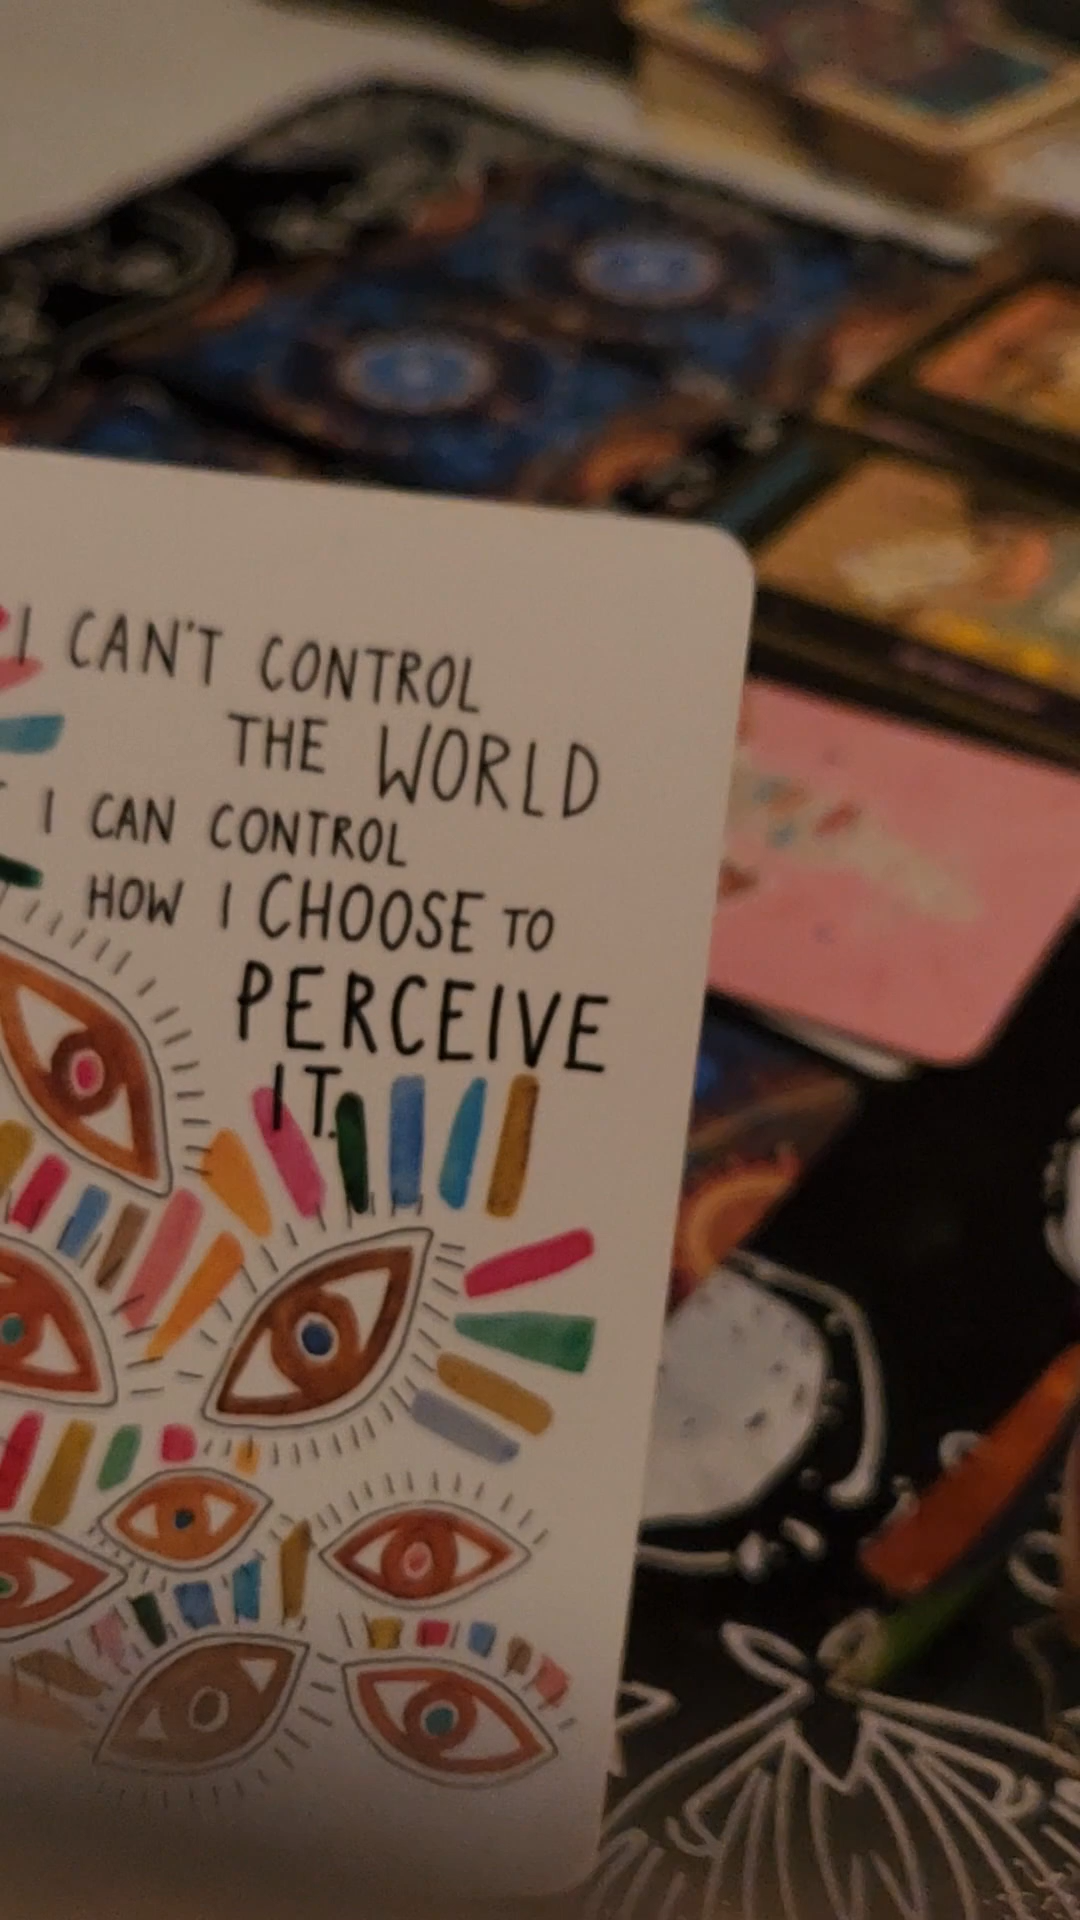 I CAN'T CONTROL
THE WORLD
I CAN CONTROL
HOW I CHOOSE TO
PERCEIVE
IT.